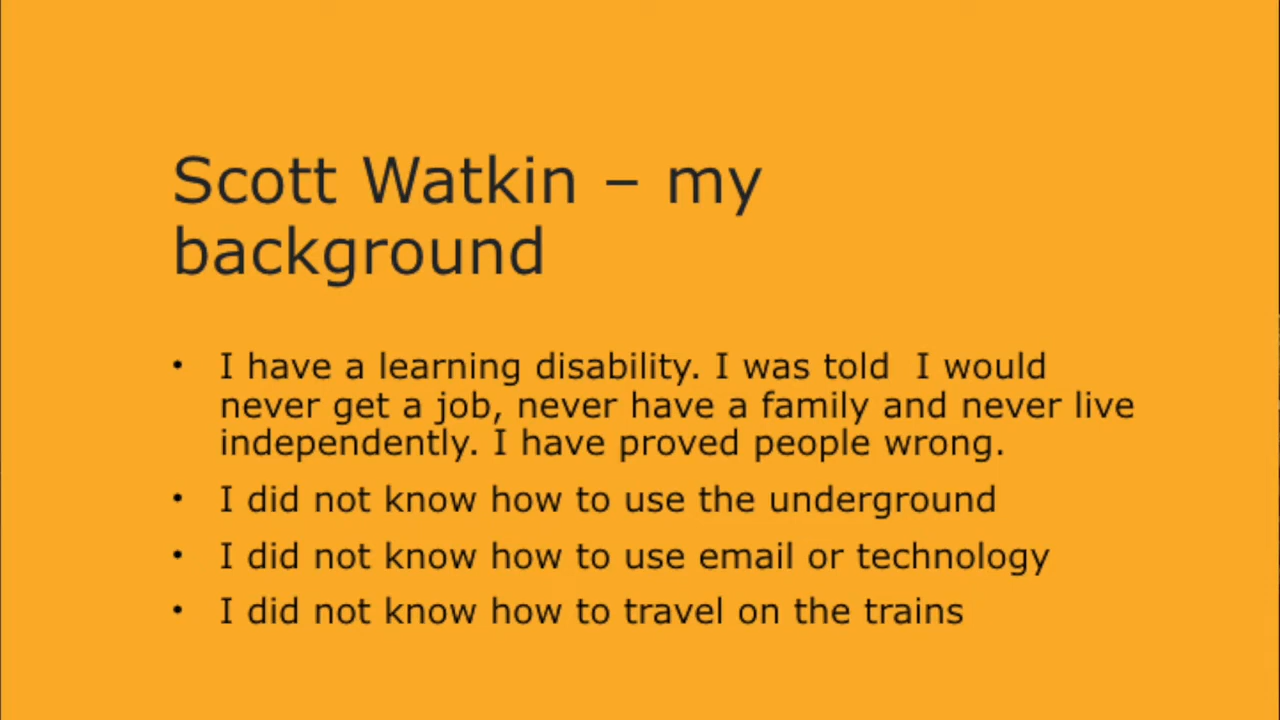 Scott Watkin – my
background
• I have a learning disability. I was told  I would
never get a job, never have a family and never live
independently. I have proved people wrong.
• I did not know how to use the underground
• I did not know how to use email or technology
• I did not know how to travel on the trains